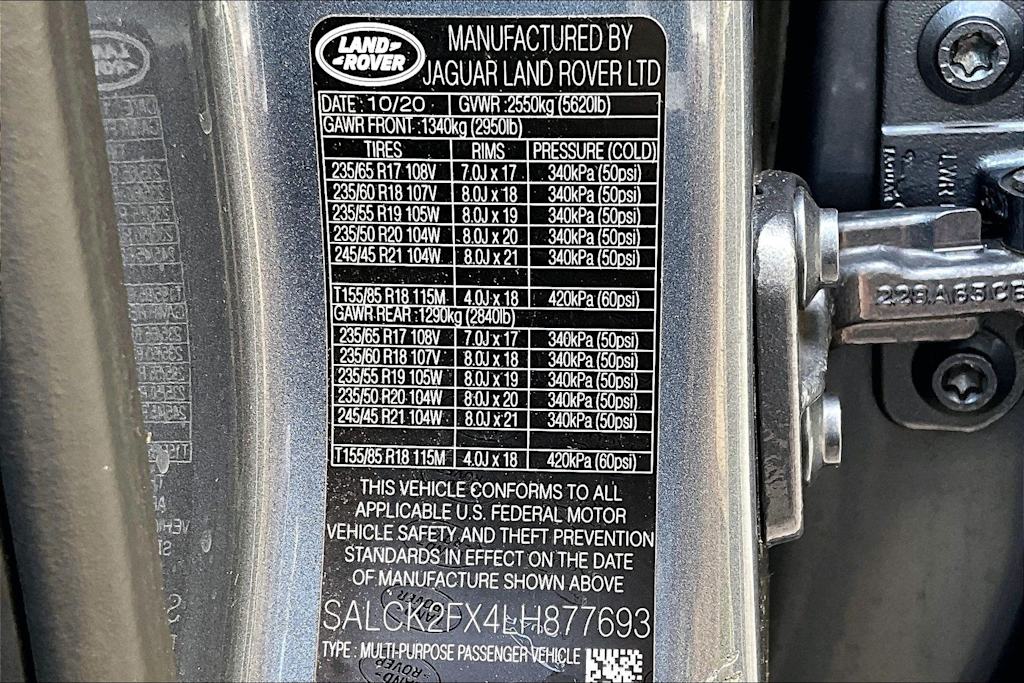 LAND ROVER
MANUFACTURED BY
JAGUAR LAND ROVER LTD
DATE : 10/20 GVWR :2550kg (5620lb)
GAWR FRONT :1340kg (2950lb)
TIRES RIMS PRESSURE (COLD)
235/65 R17 108V 7.0J x 17 340kPa (50psi)
235/60 R18 107V 8.0J x 18 340kPa (50psi)
235/55 R19 105W 8.0J x 19 340kPa (50psi)
235/50 R20 104W 8.0J x 20 340kPa (50psi)
245/45 R21 104W 8.0J x 21 340kPa (50psi)
T155/85 R18 115M 4.0J x 18 420kPa (60psi)
GAWR REAR :1290kg (2840lb)
235/65 R17 108V 7.0J x 17 340kPa (50psi)
235/60 R18 107V 8.0J x 18 340kPa (50psi)
235/55 R19 105W 8.0J x 19 340kPa (50psi)
235/50 R20 104W 8.0J x 20 340kPa (50psi)
245/45 R21 104W 8.0J x 21 340kPa (50psi)
T155/85 R18 115M 4.0J x 18 420kPa (60psi)
THIS VEHICLE CONFORMS TO ALL
APPLICABLE U.S. FEDERAL MOTOR
VEHICLE SAFETY AND THEFT PREVENTION
STANDARDS IN EFFECT ON THE DATE
OF MANUFACTURE SHOWN ABOVE
SALCK2FX4LH877693
TYPE : MULTI-PURPOSE PASSENGER VEHICLE